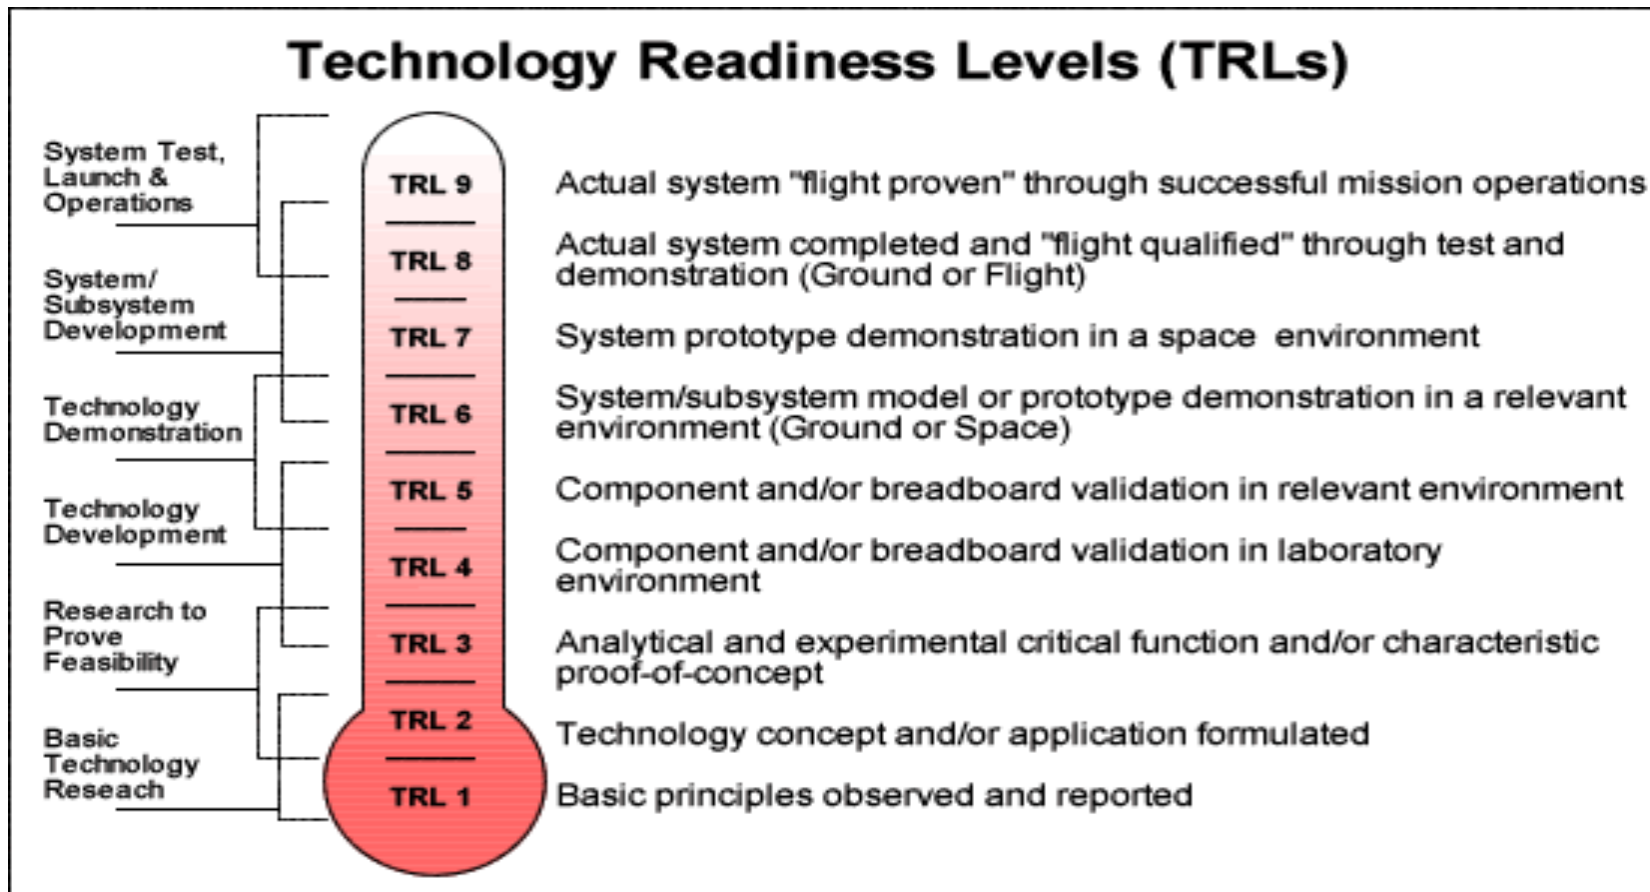 Technology Readiness Levels (TRLs)
System Test,
Launch &
Operations
System/
Subsystem
Development
Technology
Demonstration
Technology
Development
Research to
Prove
Feasibility
Basic
Technology
Reseach
TRL 9
Actual system "flight proven" through successful mission operations
TRL 8
Actual system completed and "flight qualified" through test and
demonstration (Ground or Flight)
TRL 7
System prototype demonstration in a space environment
TRL 6
System/subsystem model or prototype demonstration in a relevant
environment (Ground or Space)
TRL 5
Component and/or breadboard validation in relevant environment
TRL 4
Component and/or breadboard validation in laboratory
environment
TRL 3
Analytical and experimental critical function and/or characteristic
proof-of-concept
TRL 2
Technology concept and/or application formulated
TRL 1
Basic principles observed and reported